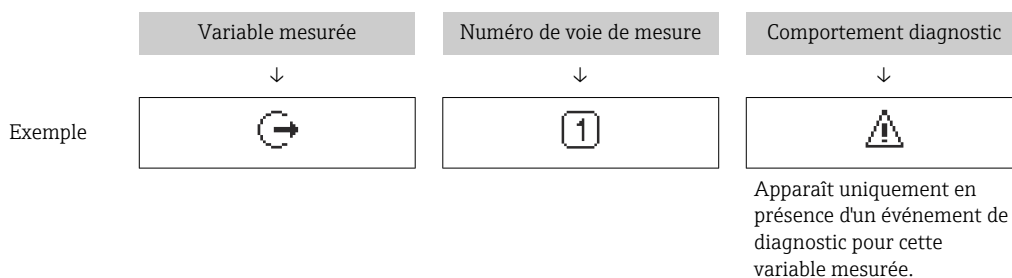 Variable mesurée
Numéro de voie de mesure
Comportement diagnostic
↓
↓
↓
Exemple
1
Apparaît uniquement en
présence d'un événement de
diagnostic pour cette
variable mesurée.